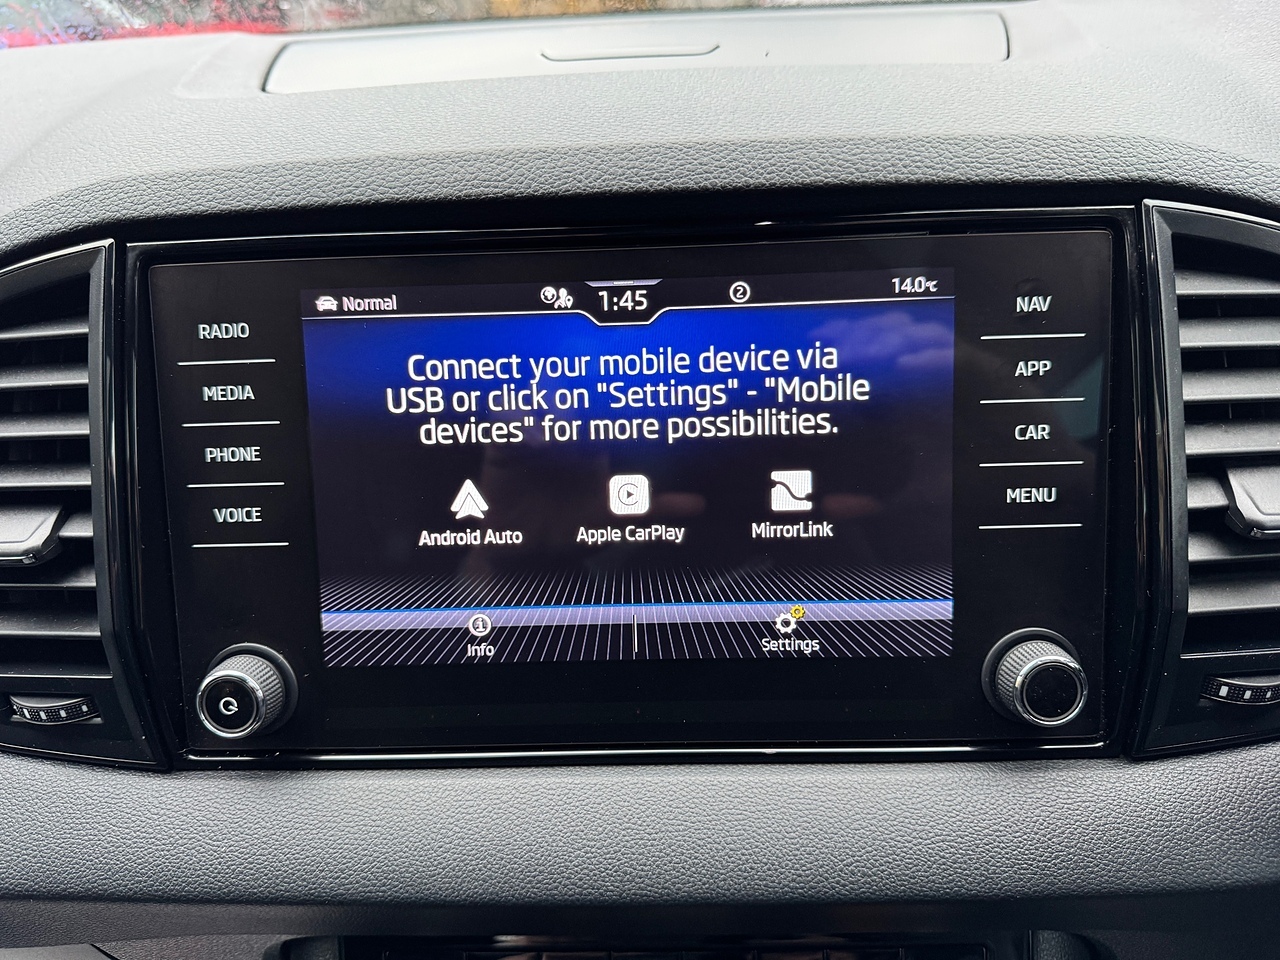 Normal
1:45
2
14.0°C
RADIO
MEDIA
PHONE
VOICE
Connect your mobile device via
USB or click on "Settings" - "Mobile
devices" for more possibilities.
Android Auto
Apple CarPlay
MirrorLink
Info
Settings
NAV
APP
CAR
MENU